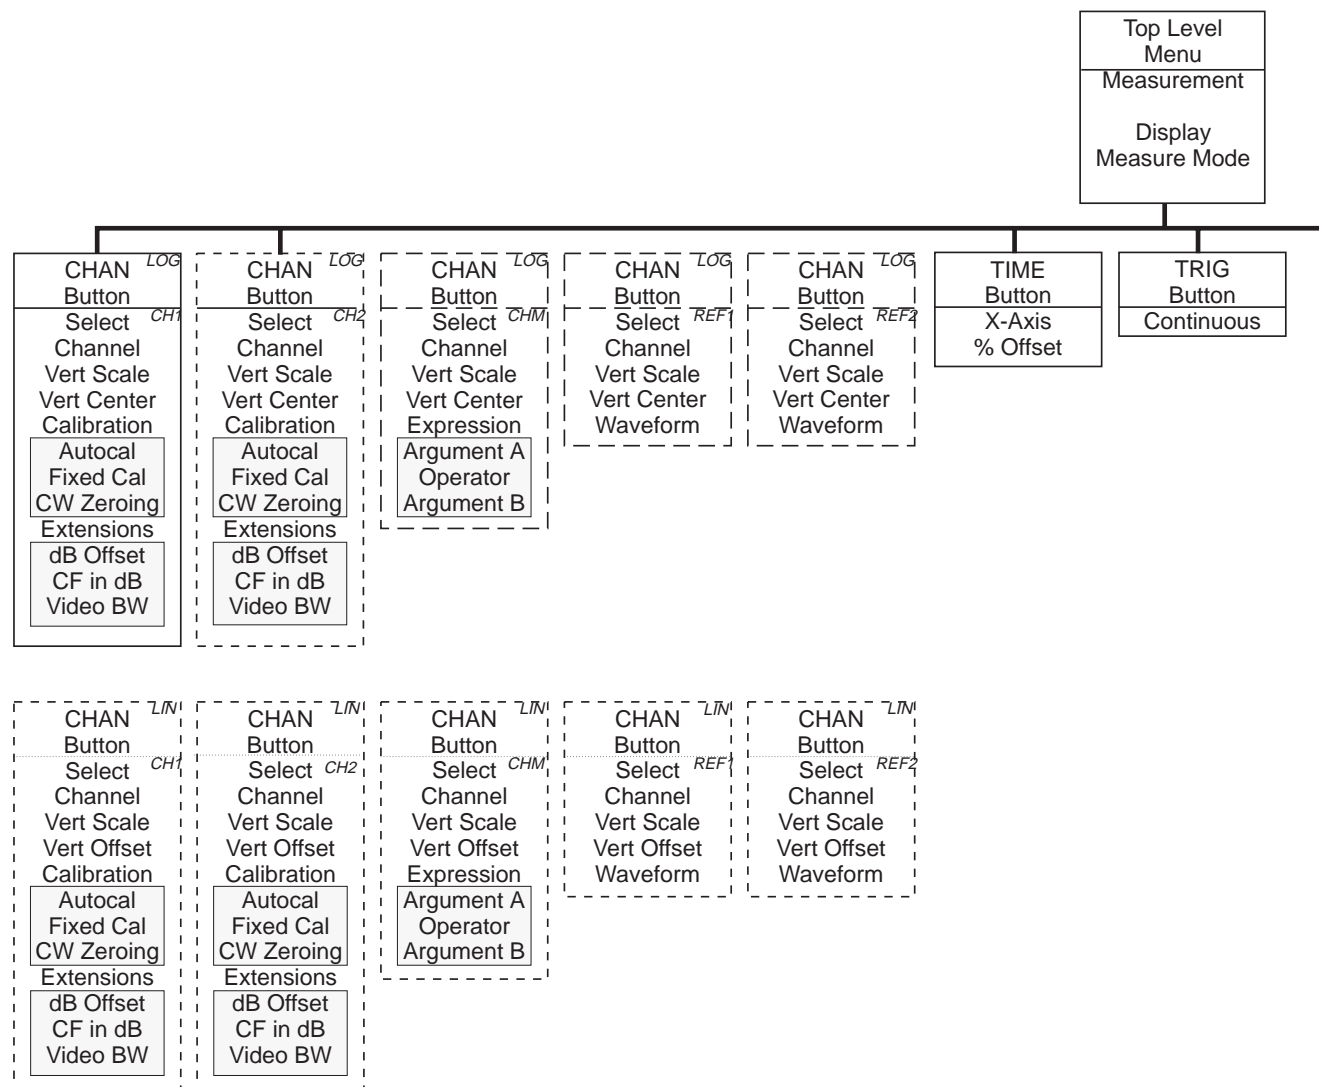 Top Level
Menu
Measurement
Display
Measure Mode
CHAN LOG
Button
Select CH1
Channel
Vert Scale
Vert Center
Calibration
Autocal
Fixed Cal
CW Zeroing
Extensions
dB Offset
CF in dB
Video BW
CHAN LOG
Button
Select CH2
Channel
Vert Scale
Vert Center
Calibration
Autocal
Fixed Cal
CW Zeroing
Extensions
dB Offset
CF in dB
Video BW
CHAN LOG
Button
Select CHM
Channel
Vert Scale
Vert Center
Expression
Argument A
Operator
Argument B
CHAN LOG
Button
Select REF1
Channel
Vert Scale
Vert Center
Waveform
CHAN LOG
Button
Select REF2
Channel
Vert Scale
Vert Center
Waveform
TIME
Button
X-Axis
% Offset
TRIG
Button
Continuous
CHAN LIN
Button
Select CH1
Channel
Vert Scale
Vert Offset
Calibration
Autocal
Fixed Cal
CW Zeroing
Extensions
dB Offset
CF in dB
Video BW
CHAN LIN
Button
Select CH2
Channel
Vert Scale
Vert Offset
Calibration
Autocal
Fixed Cal
CW Zeroing
Extensions
dB Offset
CF in dB
Video BW
CHAN LIN
Button
Select CHM
Channel
Vert Scale
Vert Offset
Expression
Argument A
Operator
Argument B
CHAN LIN
Button
Select REF1
Channel
Vert Scale
Vert Offset
Waveform
CHAN LIN
Button
Select REF2
Channel
Vert Scale
Vert Offset
Waveform